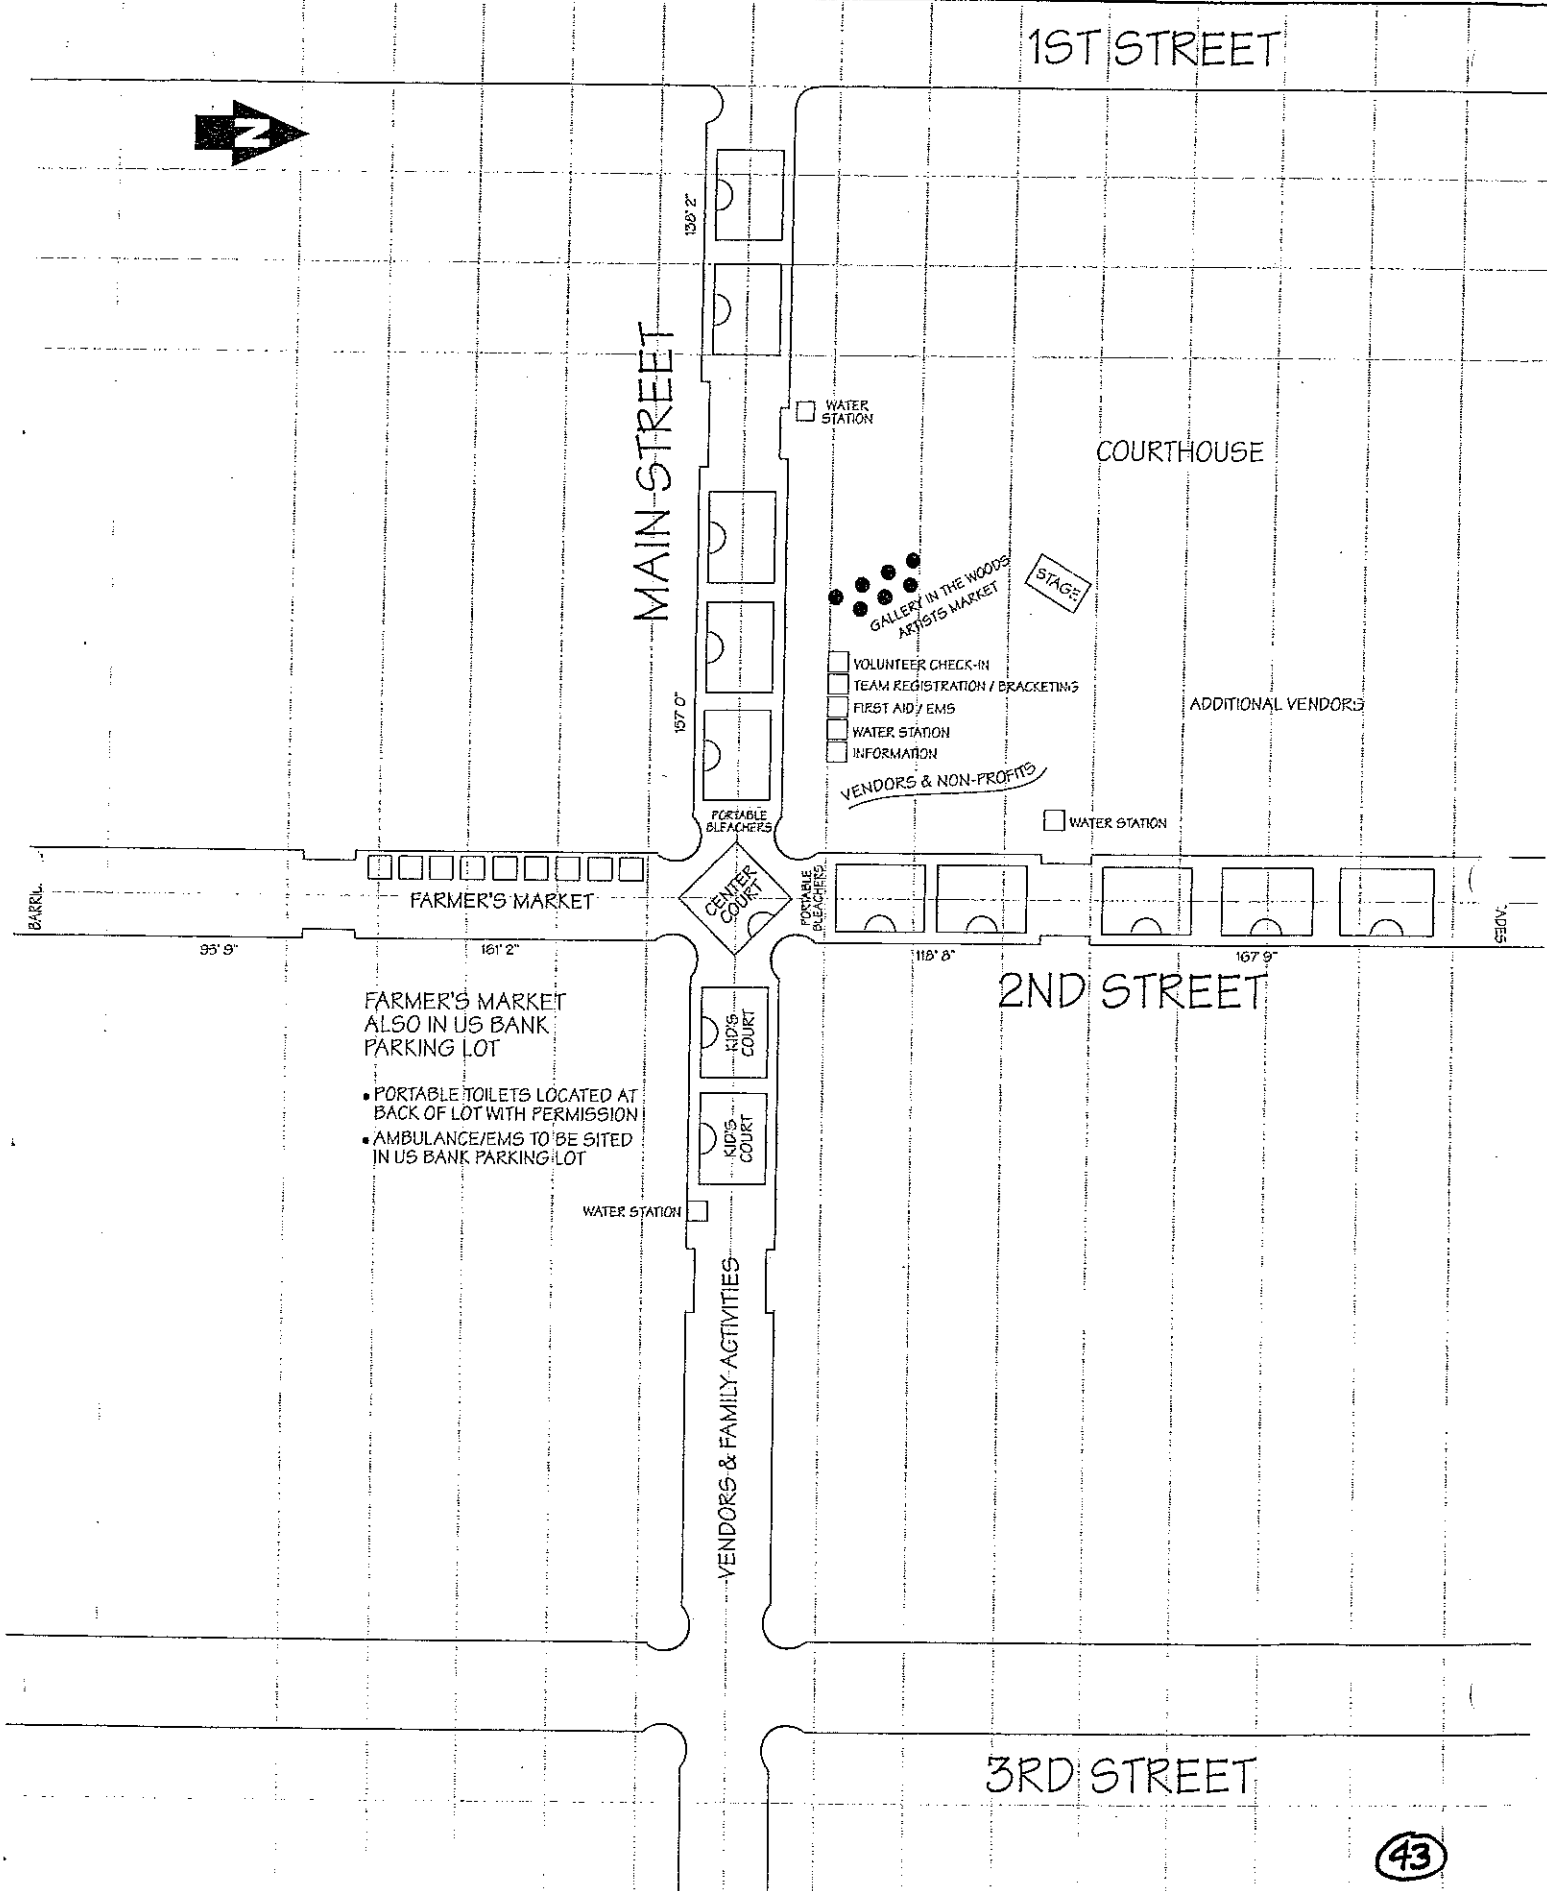 1ST STREET
N
138' 2"
MAIN STREET
WATER
STATION
COURTHOUSE
GALLERY IN THE WOODS
ARTISTS MARKET
STAGE
VOLUNTEER CHECK-IN
TEAM REGISTRATION / BRACKETING
FIRST AID / EMS
WATER STATION
INFORMATION
ADDITIONAL VENDORS
157' 0"
VENDORS & NON-PROFITS
PORTABLE
BLEACHERS
WATER STATION
FARMER'S MARKET
CENTER
COURT
PORTABLE
BLEACHERS
95' 9"
181' 2"
118' 8"
167' 9"
2ND STREET
FARMER'S MARKET
ALSO IN US BANK
PARKING LOT
• PORTABLE TOILETS LOCATED AT
BACK OF LOT WITH PERMISSION
• AMBULANCE/EMS TO BE SITED
IN US BANK PARKING LOT
KID'S
COURT
KID'S
COURT
WATER STATION
VENDORS & FAMILY ACTIVITIES
3RD STREET
43